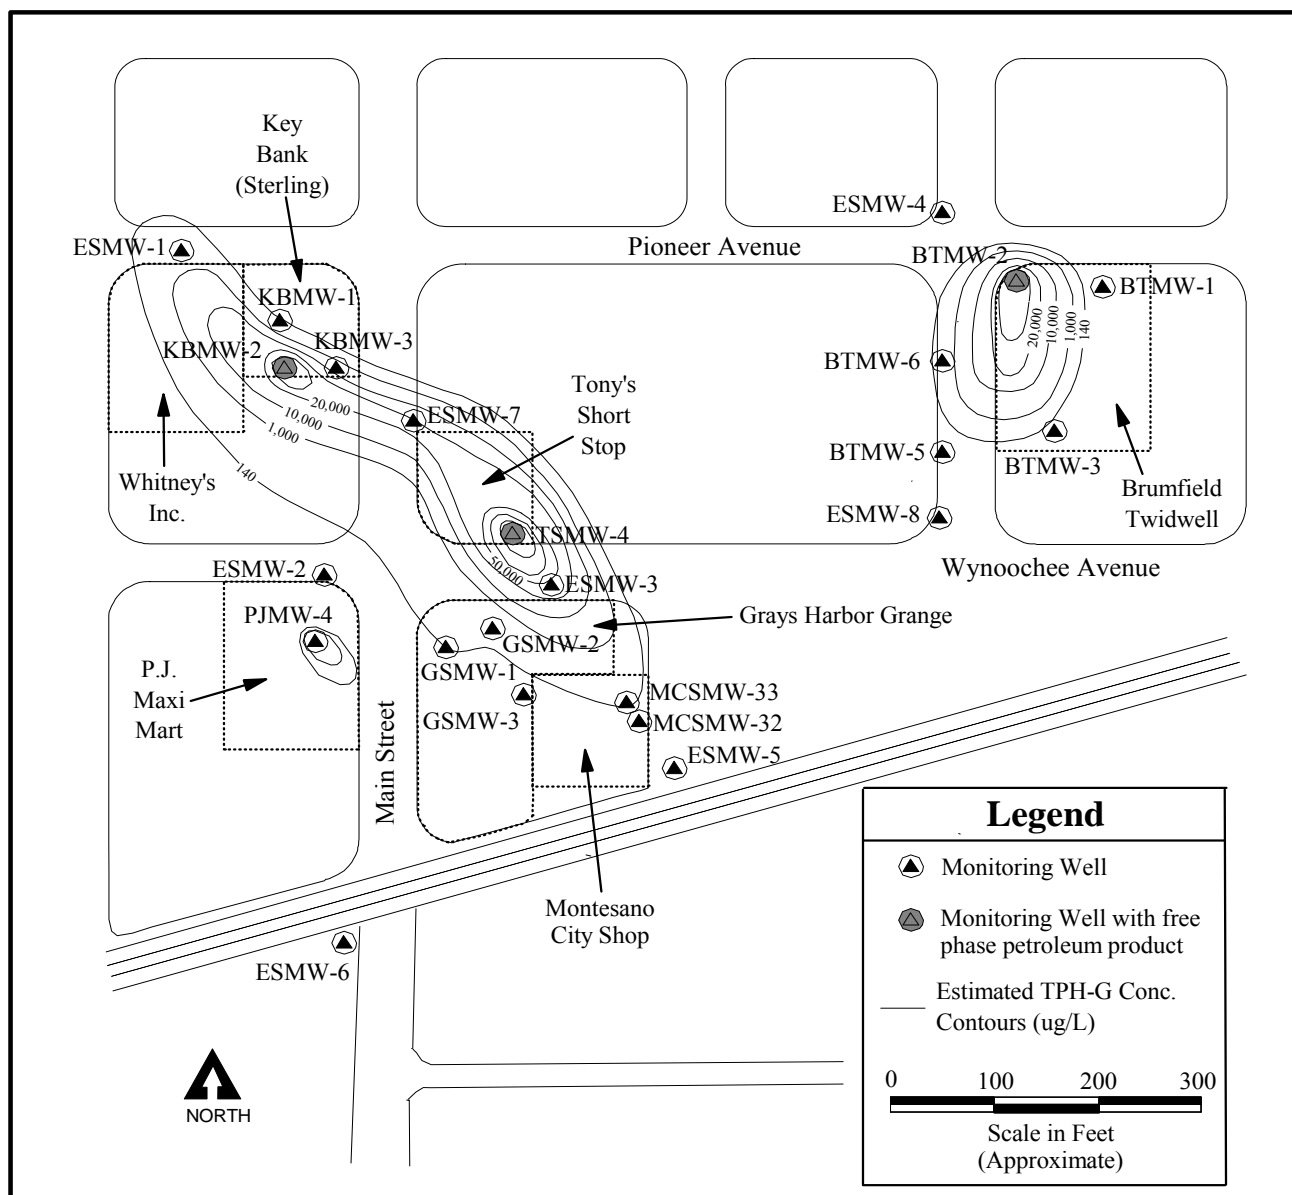 Key
Bank
(Sterling)
ESMW-4
ESMW-1
Pioneer Avenue
BTMW-2
KBMW-1
BTMW-1
KBMW-3
KBMW-2
BTMW-6
20,000
10,000
1,000
140
Tony's
Short
Stop
20,000
10,000
1,000
140
ESMW-7
BTMW-5
BTMW-3
Whitney's
Inc.
Brumfield
Twidwell
ESMW-8
TSMW-4
50,000
ESMW-2
ESMW-3
Wynoochee Avenue
PJMW-4
Grays Harbor Grange
GSMW-2
GSMW-1
P.J.
Maxi
Mart
MCSMW-33
GSMW-3
MCSMW-32
ESMW-5
Main Street
Montesano
City Shop
ESMW-6
NORTH
Legend
Monitoring Well
Monitoring Well with free
phase petroleum product
Estimated TPH-G Conc.
Contours (ug/L)
0 100 200 300
Scale in Feet
(Approximate)